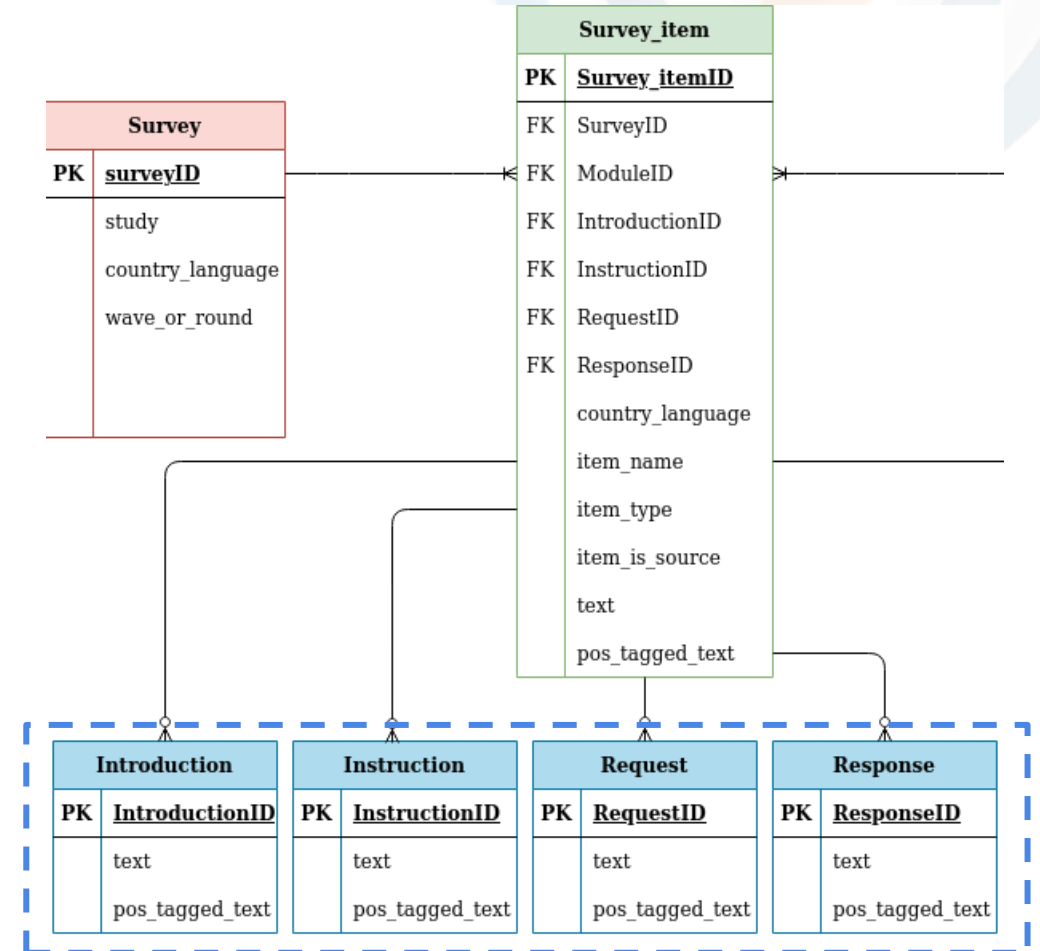 Survey_item
PK Survey_itemID
FK SurveyID
FK ModuleID
FK IntroductionID
FK InstructionID
FK RequestID
FK ResponseID
country_language
item_name
item_type
item_is_source
text
pos_tagged_text
Survey
PK surveyID
study
country_language
wave_or_round
Introduction
PK IntroductionID
text
pos_tagged_text
Instruction
PK InstructionID
text
pos_tagged_text
Request
PK RequestID
text
pos_tagged_text
Response
PK ResponseID
text
pos_tagged_text